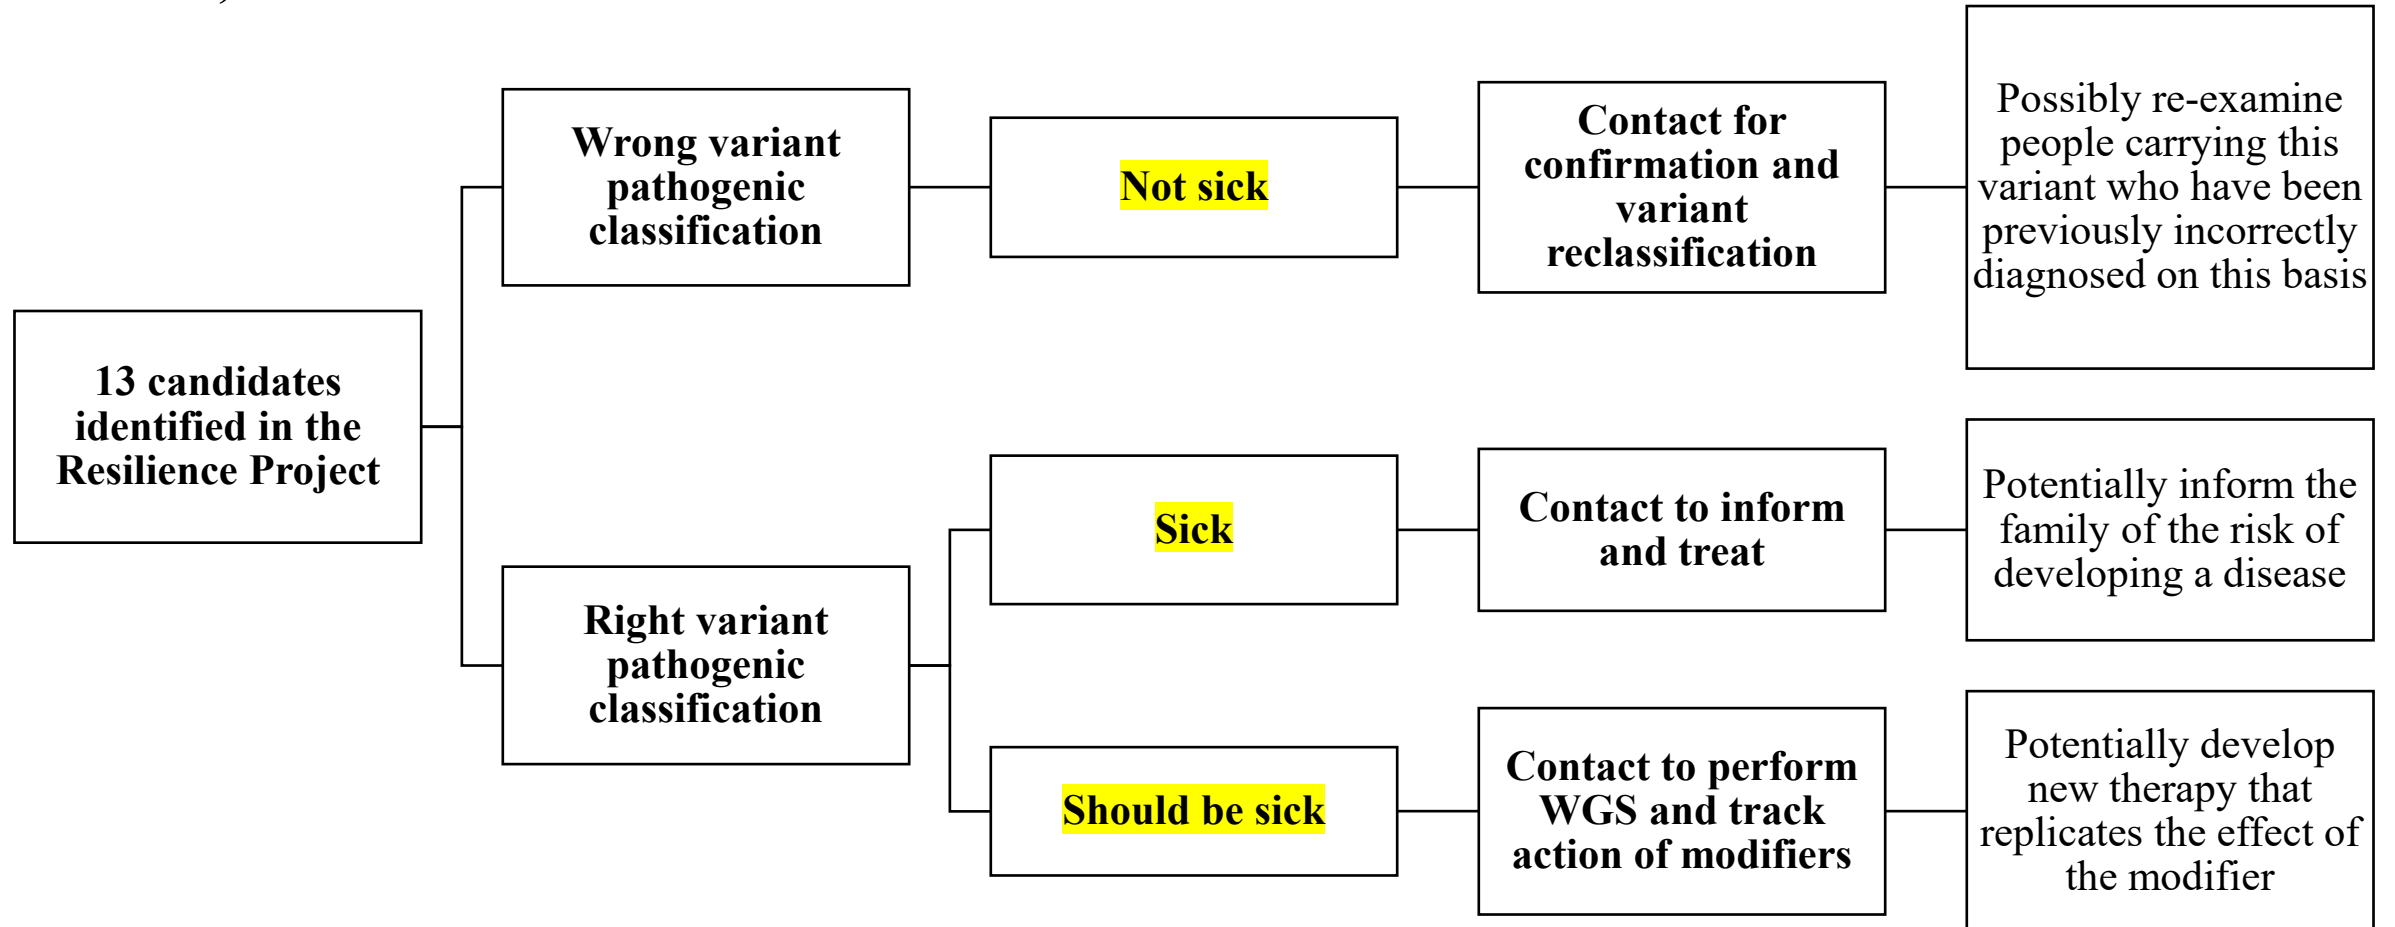 13 candidates
identified in the
Resilience Project
Wrong variant
pathogenic
classification
Not sick
Contact for
confirmation and
variant
reclassification
Possibly re-examine
people carrying this
variant who have been
previously incorrectly
diagnosed on this basis
Right variant
pathogenic
classification
Sick
Contact to inform
and treat
Potentially inform the
family of the risk of
developing a disease
Should be sick
Contact to perform
WGS and track
action of modifiers
Potentially develop
new therapy that
replicates the effect of
the modifier